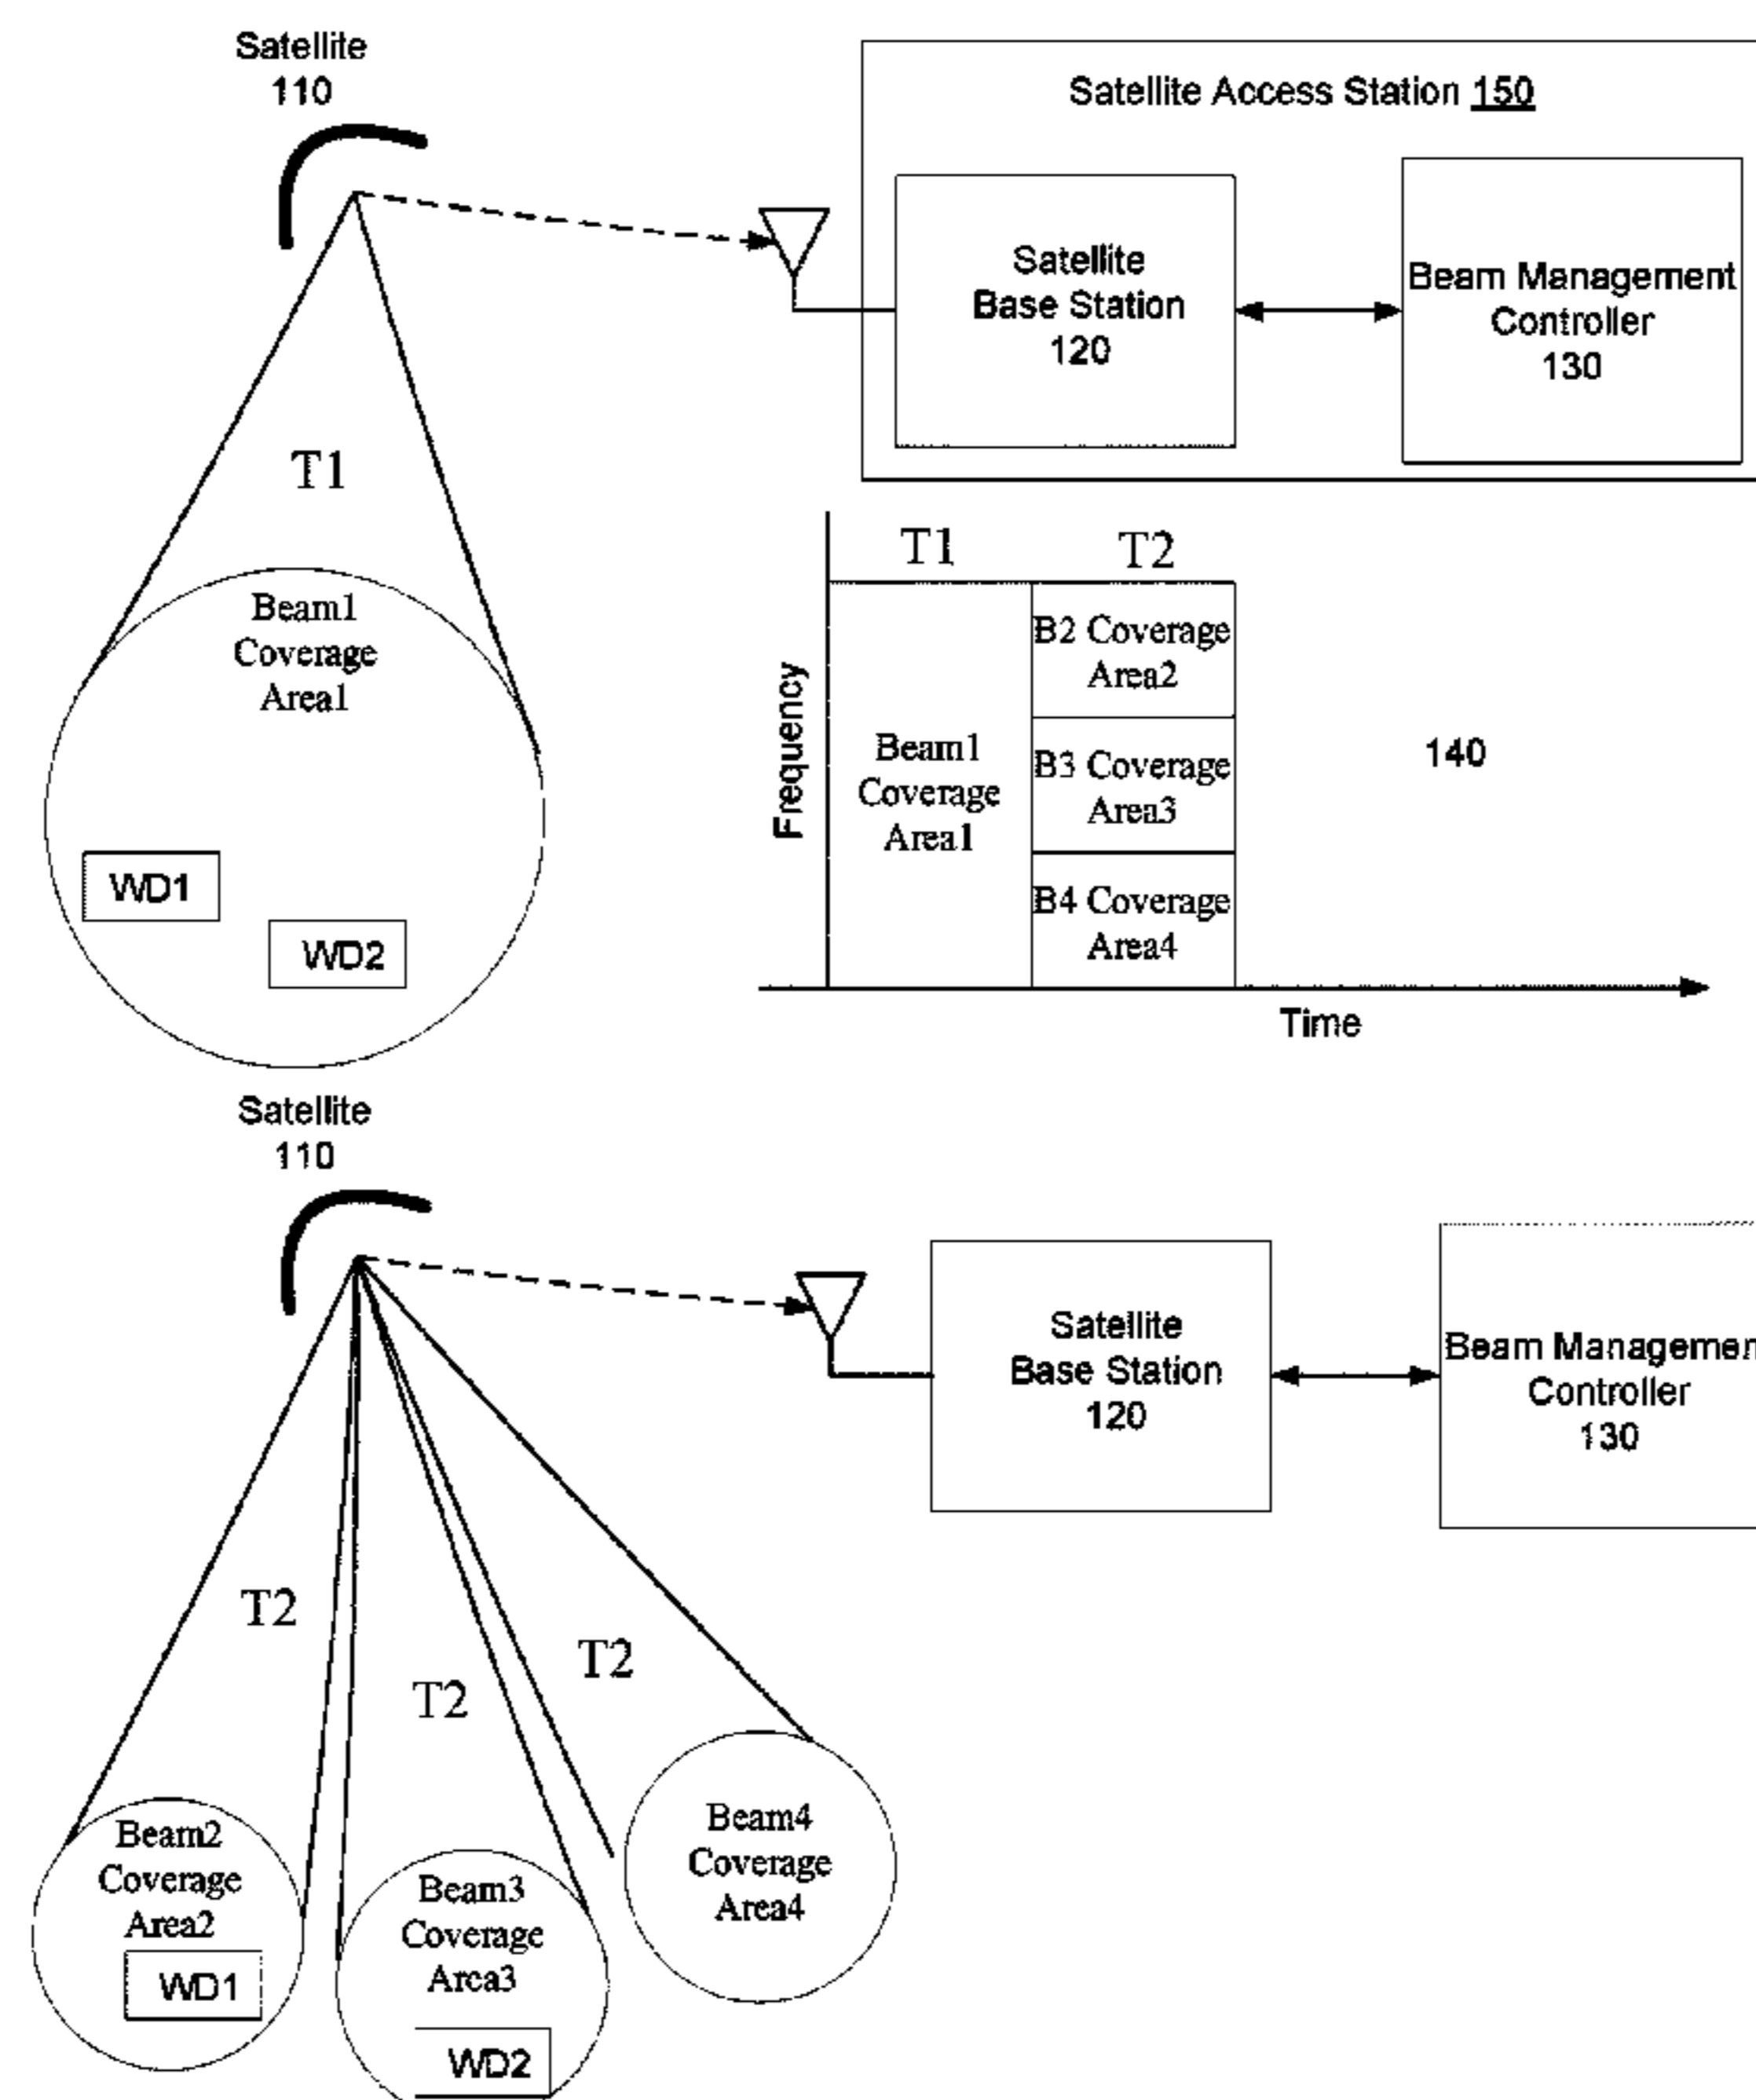 Satellite
110
Satellite Access Station 150
Satellite
Base Station
120
Beam Management
Controller
130
T1
Beam1
Coverage
Area1
WD1
WD2
T1
T2
Frequency
Beam1
Coverage
Area1
B2 Coverage
Area2
B3 Coverage
Area3
B4 Coverage
Area4
140
Time
Satellite
110
Satellite
Base Station
120
Beam Managemen
Controller
130
T2
T2
T2
Beam2
Coverage
Area2
WD1
Beam3
Coverage
Area3
WD2
Beam4
Coverage
Area4